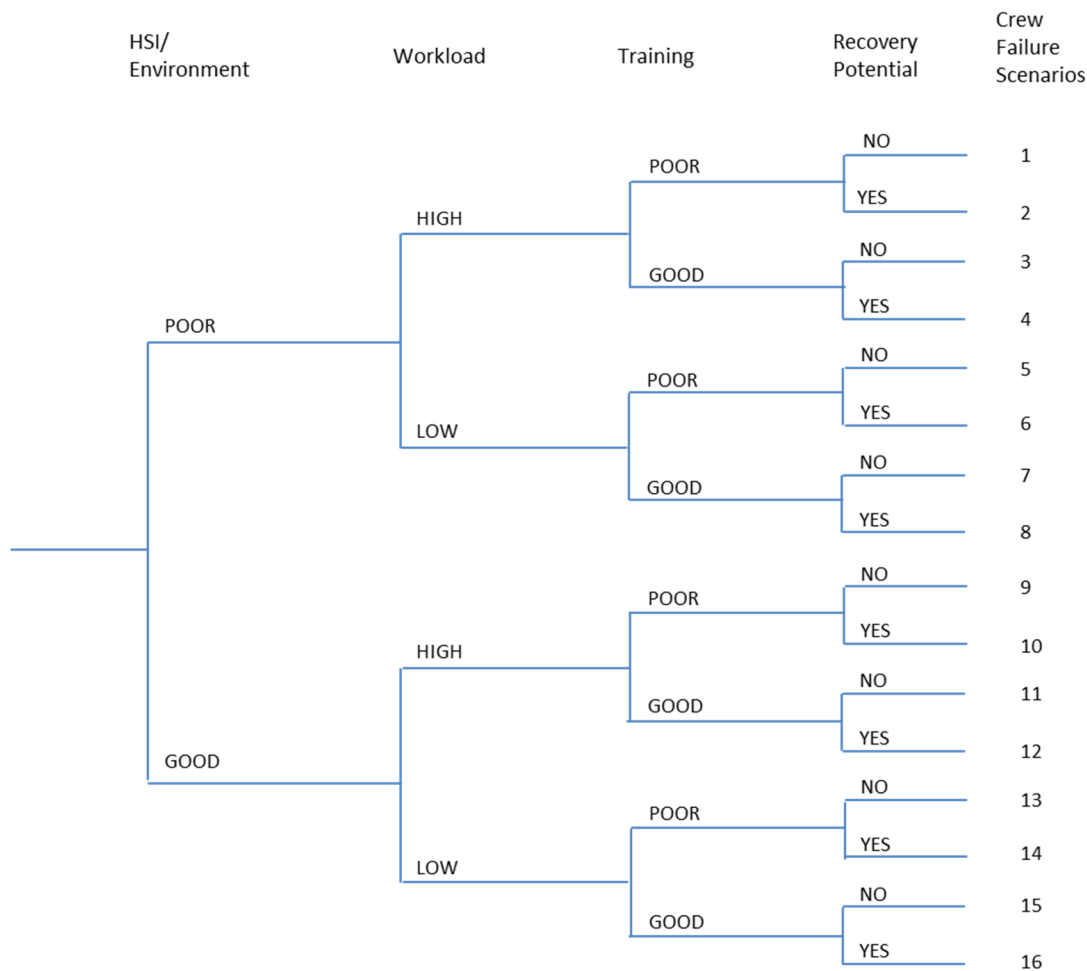 HSI/
Environment
Workload
Training
Recovery
Potential
Crew
Failure
Scenarios
NO
1
POOR
YES
2
HIGH
NO
3
GOOD
YES
4
POOR
NO
5
POOR
YES
6
LOW
NO
7
GOOD
YES
8
NO
9
POOR
YES
10
HIGH
NO
11
GOOD
YES
12
GOOD
NO
13
POOR
YES
14
LOW
NO
15
GOOD
YES
16